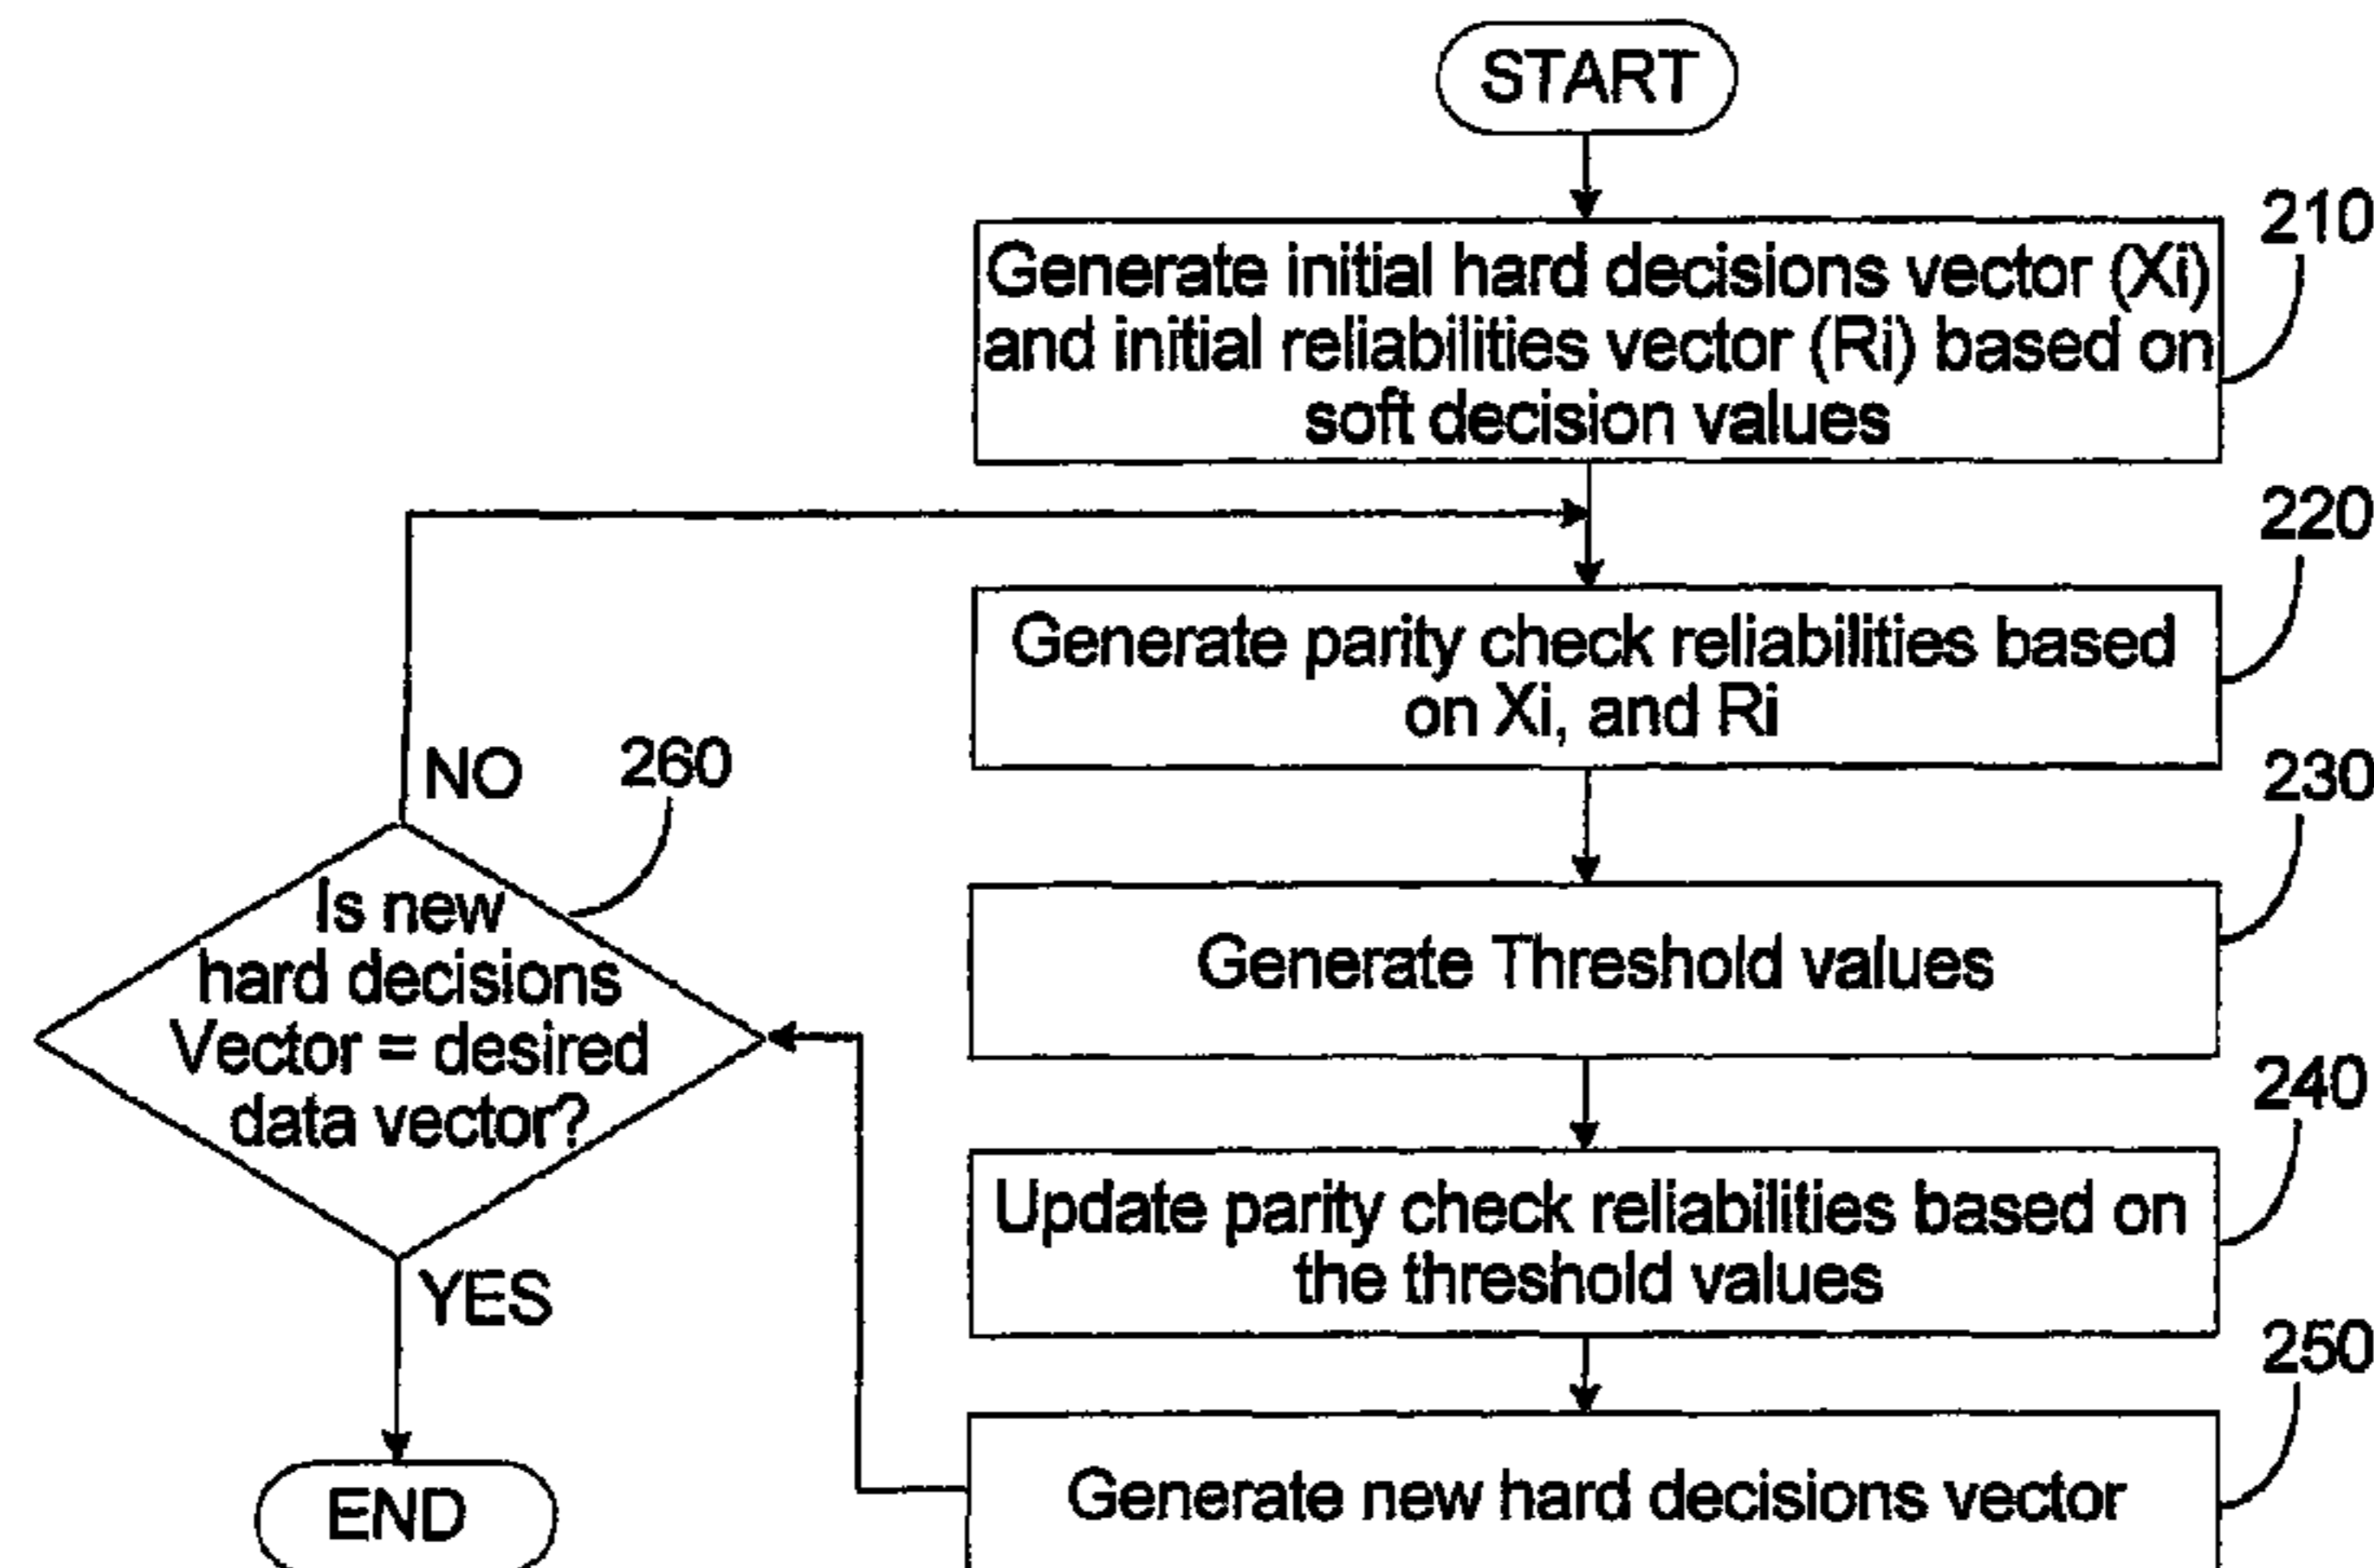 START
210
Generate initial hard decisions vector (Xi)
and initial reliabilities vector (Ri) based on
soft decision values
220
Generate parity check reliabilities based
on Xi, and Ri
230
Generate Threshold values
240
Update parity check reliabilities based on
the threshold values
250
Generate new hard decisions vector
260
Is new
hard decisions
Vector = desired
data vector?
NO
YES
END